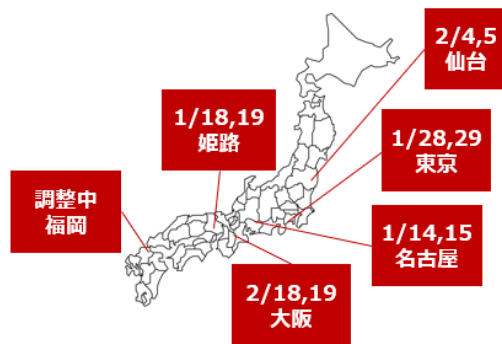 2/4,5
仙台
1/18,19
姫路
1/28,29
東京
調整中
福岡
1/14,15
名古屋
2/18,19
大阪